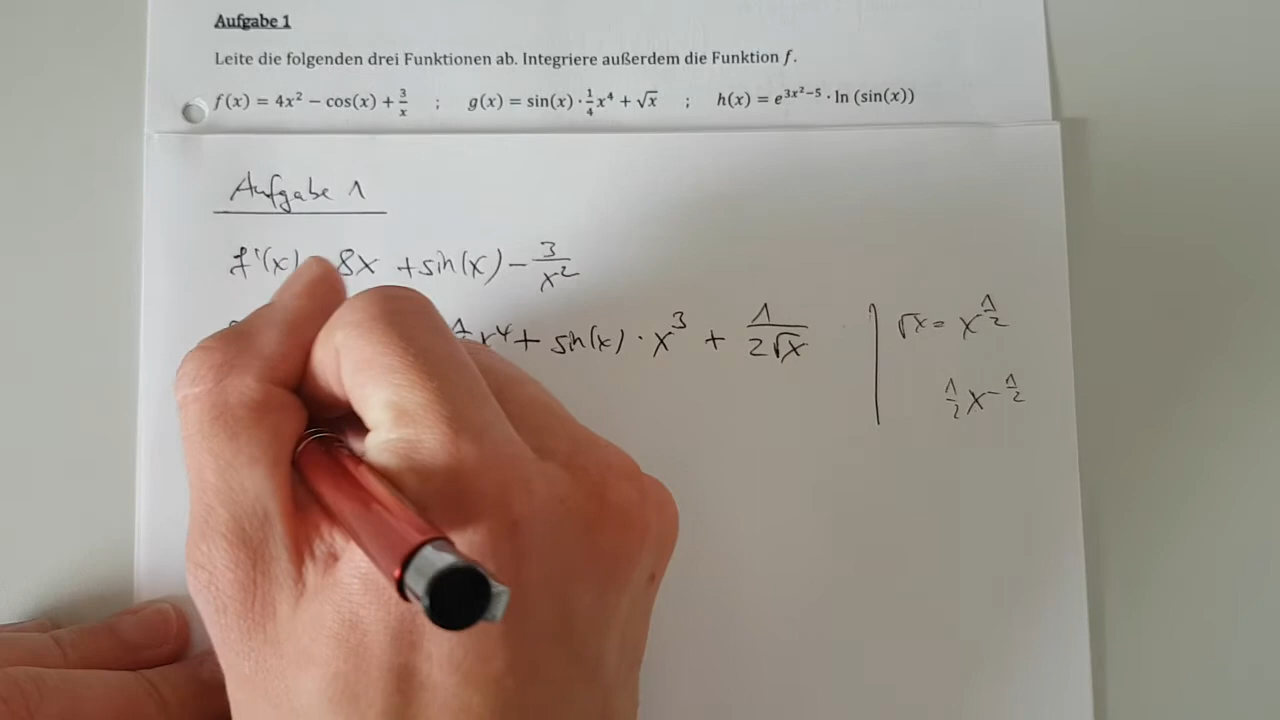 Aufgabe 1
Leite die folgenden drei Funktionen ab. Integriere außerdem die Funktion f.
f(x) = 4x² − cos(x) + 3/x ; g(x) = sin(x) · 1/4 x⁴ + √x ; h(x) = e^(3x²−5) · ln (sin(x))
Aufgabe 1
f'(x) 8x + sin(x) − 3/x²
x⁴ + sin(x) · x³ + 1/(2√x)
√x = x^(1/2)
1/2 x^(−1/2)